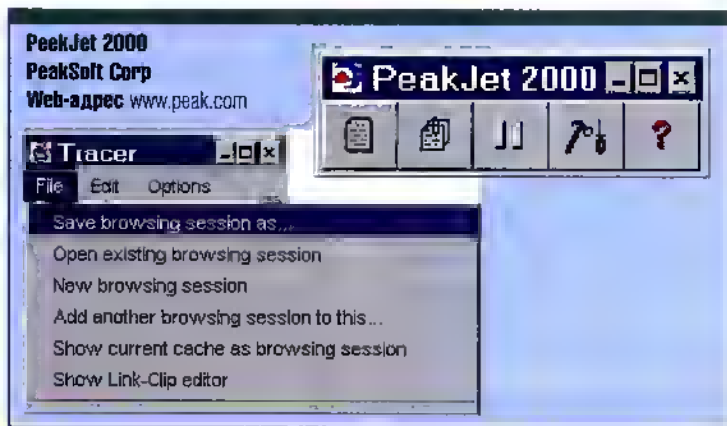 PeekJet 2000
PeakSoft Corp
Web-адрес www.peak.com
PeakJet 2000
Tracer
File Edit Options
Save browsing session as...
Open existing browsing session
New browsing session
Add another browsing session to this...
Show current cache as browsing session
Show Link-Clip editor